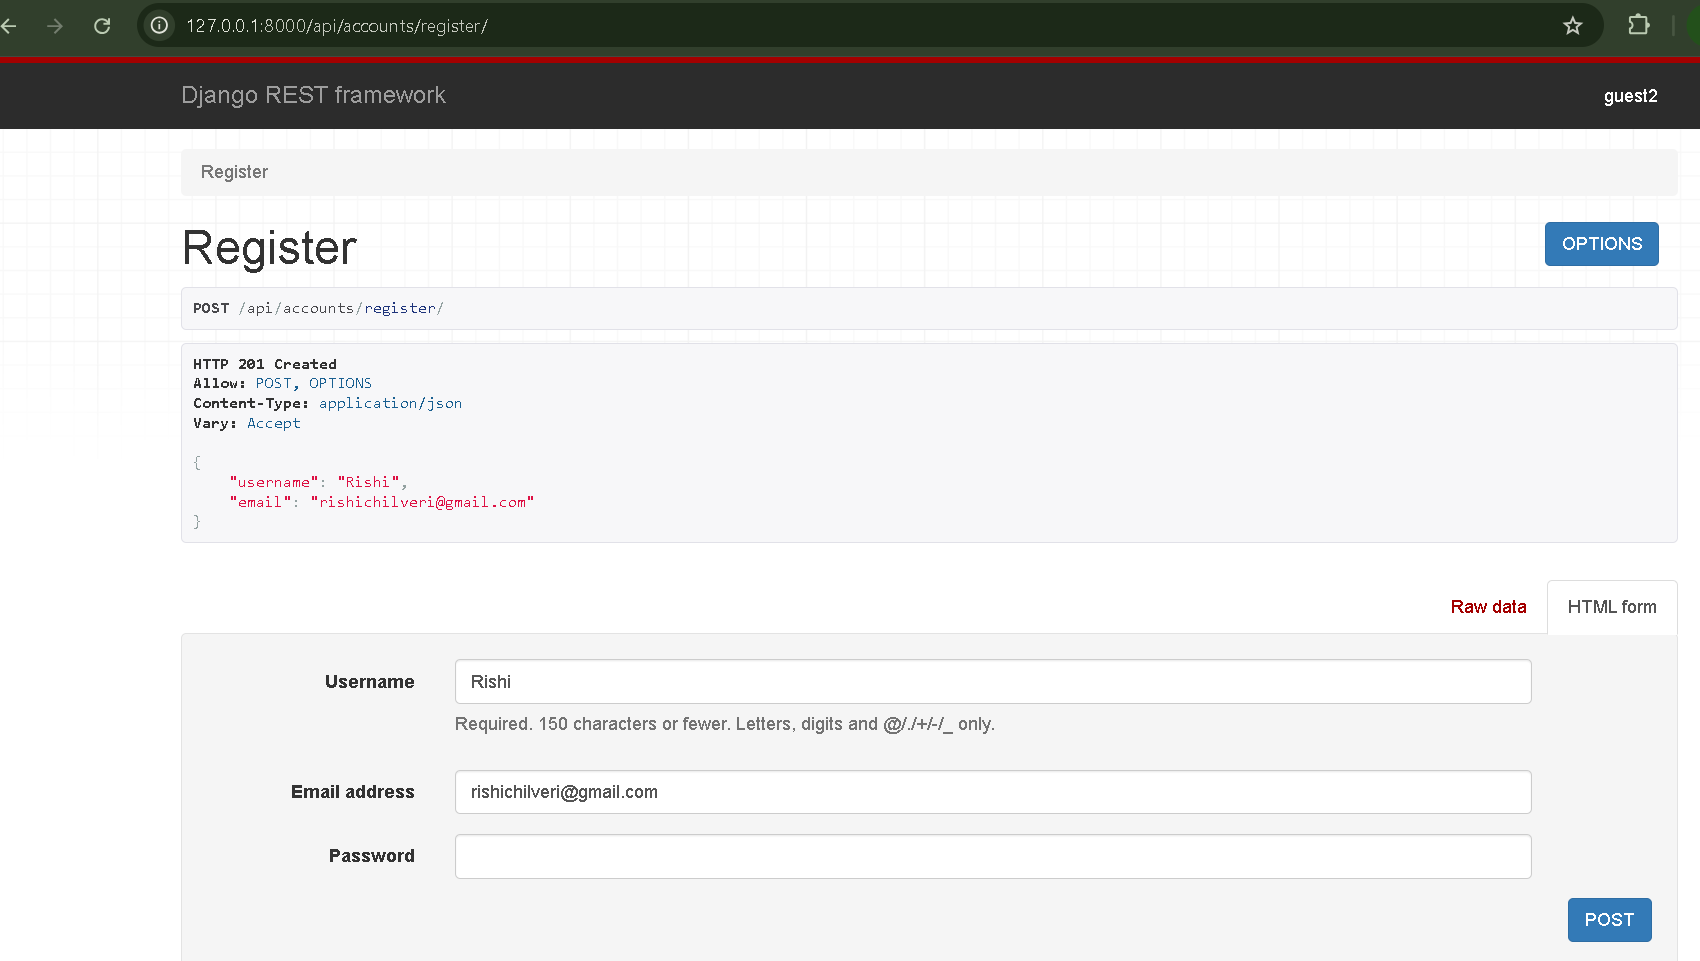 127.0.0.1:8000/api/accounts/register/
Django REST framework
guest2
Register
Register
OPTIONS
POST /api/accounts/register/
HTTP 201 Created
Allow: POST, OPTIONS
Content-Type: application/json
Vary: Accept
{
"username": "Rishi",
"email": "rishichilveri@gmail.com"
}
Raw data
HTML form
Username
Rishi
Required. 150 characters or fewer. Letters, digits and @/./+/-/_ only.
Email address
rishichilveri@gmail.com
Password
POST